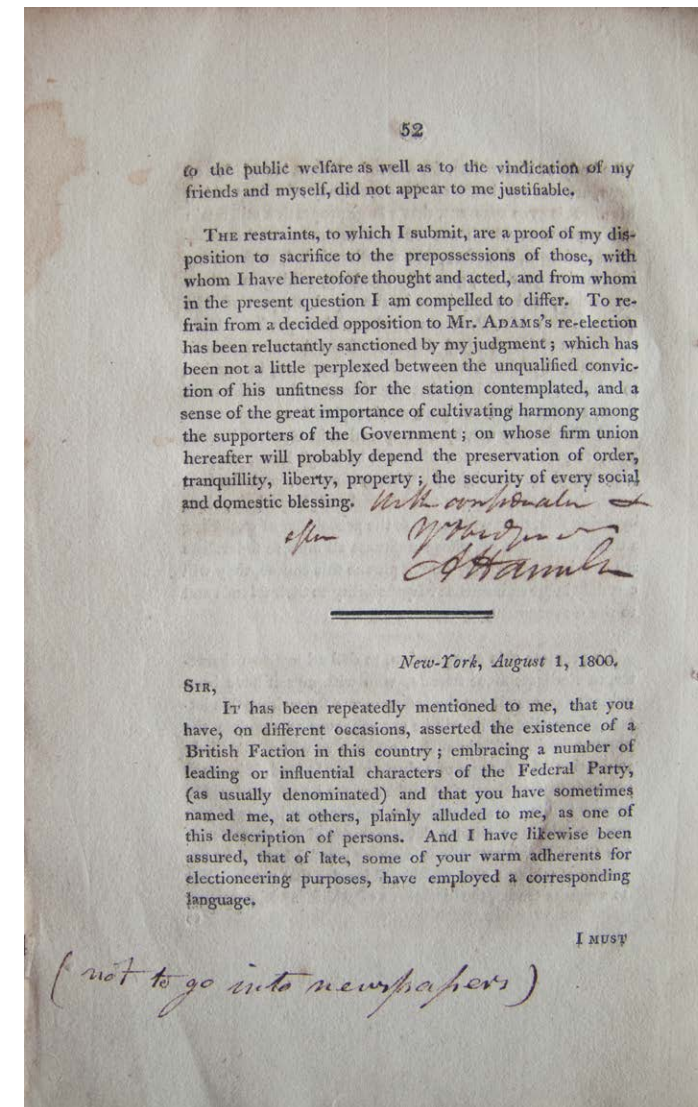 52
to the public welfare as well as to the vindication of my
friends and myself, did not appear to me justifiable.
THE restraints, to which I submit, are a proof of my dis-
position to sacrifice to the prepossessions of those, with
whom I have heretofore thought and acted, and from whom
in the present question I am compelled to differ. To re-
frain from a decided opposition to Mr. ADAMS's re-election
has been reluctantly sanctioned by my judgment; which has
been not a little perplexed between the unqualified convic-
tion of his unfitness for the station contemplated, and a
sense of the great importance of cultivating harmony among
the supporters of the Government; on whose firm union
hereafter will probably depend the preservation of order,
tranquillity, liberty, property; the security of every social
and domestic blessing. With
A Hamil
New-York, August 1, 1800.
SIR,
IT has been repeatedly mentioned to me, that you
have, on different occasions, asserted the existence of a
British Faction in this country; embracing a number of
leading or influential characters of the Federal Party,
(as usually denominated) and that you have sometimes
named me, at others, plainly alluded to me, as one of
this description of persons. And I have likewise been
assured, that of late, some of your warm adherents for
electioneering purposes, have employed a corresponding
language.
I MUST
(not to go into newspapers)